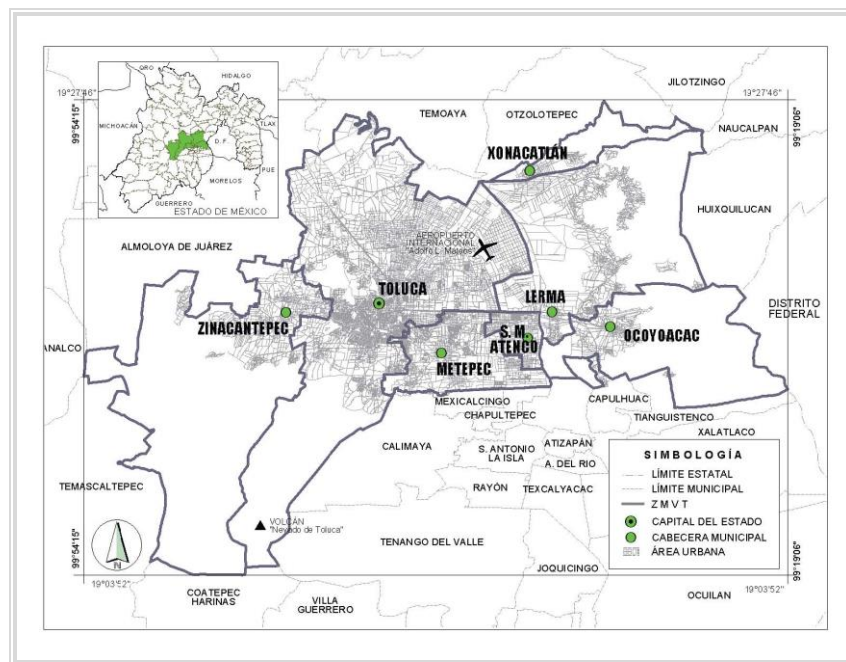 QRO
HIDALGO
MICHOACÁN
TLAX
D.F.
MORELOS
PUE
GUERRERO
ESTADO DE MÉXICO
19°27'46"
99°54'15"
TEMOAYA
OTZOLOTEPEC
JILOTZINGO
19°27'46"
99°19'06"
NAUCALPAN
XONACATLÁN
HUIXQUILUCAN
ALMOLOYA DE JUÁREZ
AEROPUERTO
INTERNACIONAL
"Adolfo L. Mateos"
TOLUCA
LERMA
DISTRITO
FEDERAL
ZINACANTEPEC
S. M.
ATENCO
OCOYOACAC
ANALCO
METEPEC
MEXICALCINGO
CAPULHUAC
CHAPULTEPEC
TIANGUISTENCO
XALATLACO
CALIMAYA
S. ANTONIO
LA ISLA
ATIZAPÁN
A. DEL RIO
RAYÓN
TEXCALYACAC
TEMASCALTEPEC
VOLCÁN
"Nevado de Toluca"
TENANGO DEL VALLE
JOQUICINGO
SIMBOLOGÍA
LÍMITE ESTATAL
LÍMITE MUNICIPAL
Z M V T
CAPITAL DEL ESTADO
CABECERA MUNICIPAL
ÁREA URBANA
N
99°54'15"
19°03'52"
99°19'06"
19°03'52"
COATEPEC
HARINAS
VILLA
GUERRERO
OCUILAN